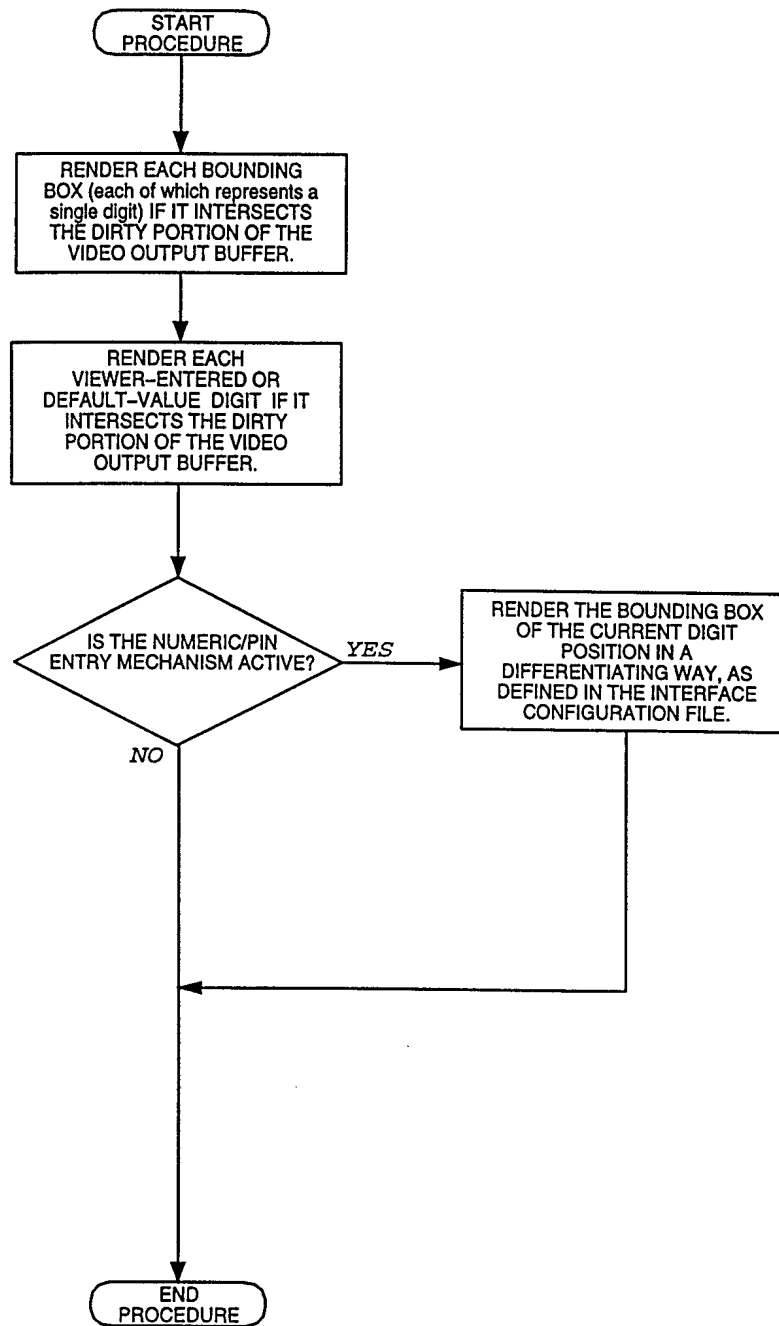 START
PROCEDURE
RENDER EACH BOUNDING
BOX (each of which represents a
single digit) IF IT INTERSECTS
THE DIRTY PORTION OF THE
VIDEO OUTPUT BUFFER.
RENDER EACH
VIEWER–ENTERED OR
DEFAULT–VALUE DIGIT IF IT
INTERSECTS THE DIRTY
PORTION OF THE VIDEO
OUTPUT BUFFER.
IS THE NUMERIC/PIN
ENTRY MECHANISM ACTIVE?
YES
RENDER THE BOUNDING BOX
OF THE CURRENT DIGIT
POSITION IN A
DIFFERENTIATING WAY, AS
DEFINED IN THE INTERFACE
CONFIGURATION FILE.
NO
END
PROCEDURE